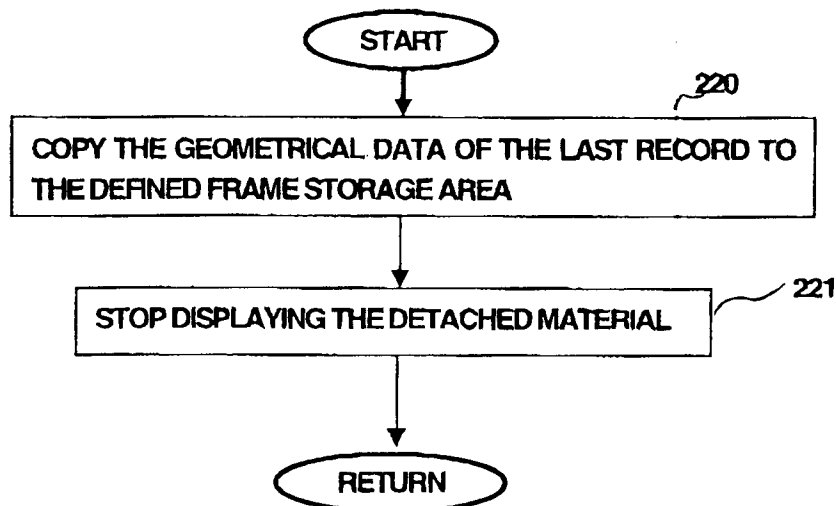 START
220
COPY THE GEOMETRICAL DATA OF THE LAST RECORD TO
THE DEFINED FRAME STORAGE AREA
221
STOP DISPLAYING THE DETACHED MATERIAL
RETURN